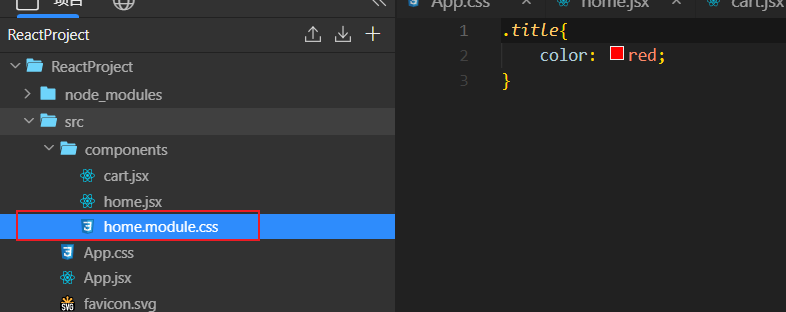 项目
ReactProject
ReactProject
node_modules
src
components
cart.jsx
home.jsx
home.module.css
App.css
App.jsx
favicon.svg
App.css
home.jsx
cart.jsx
1 .title{
2 color: red;
3 }